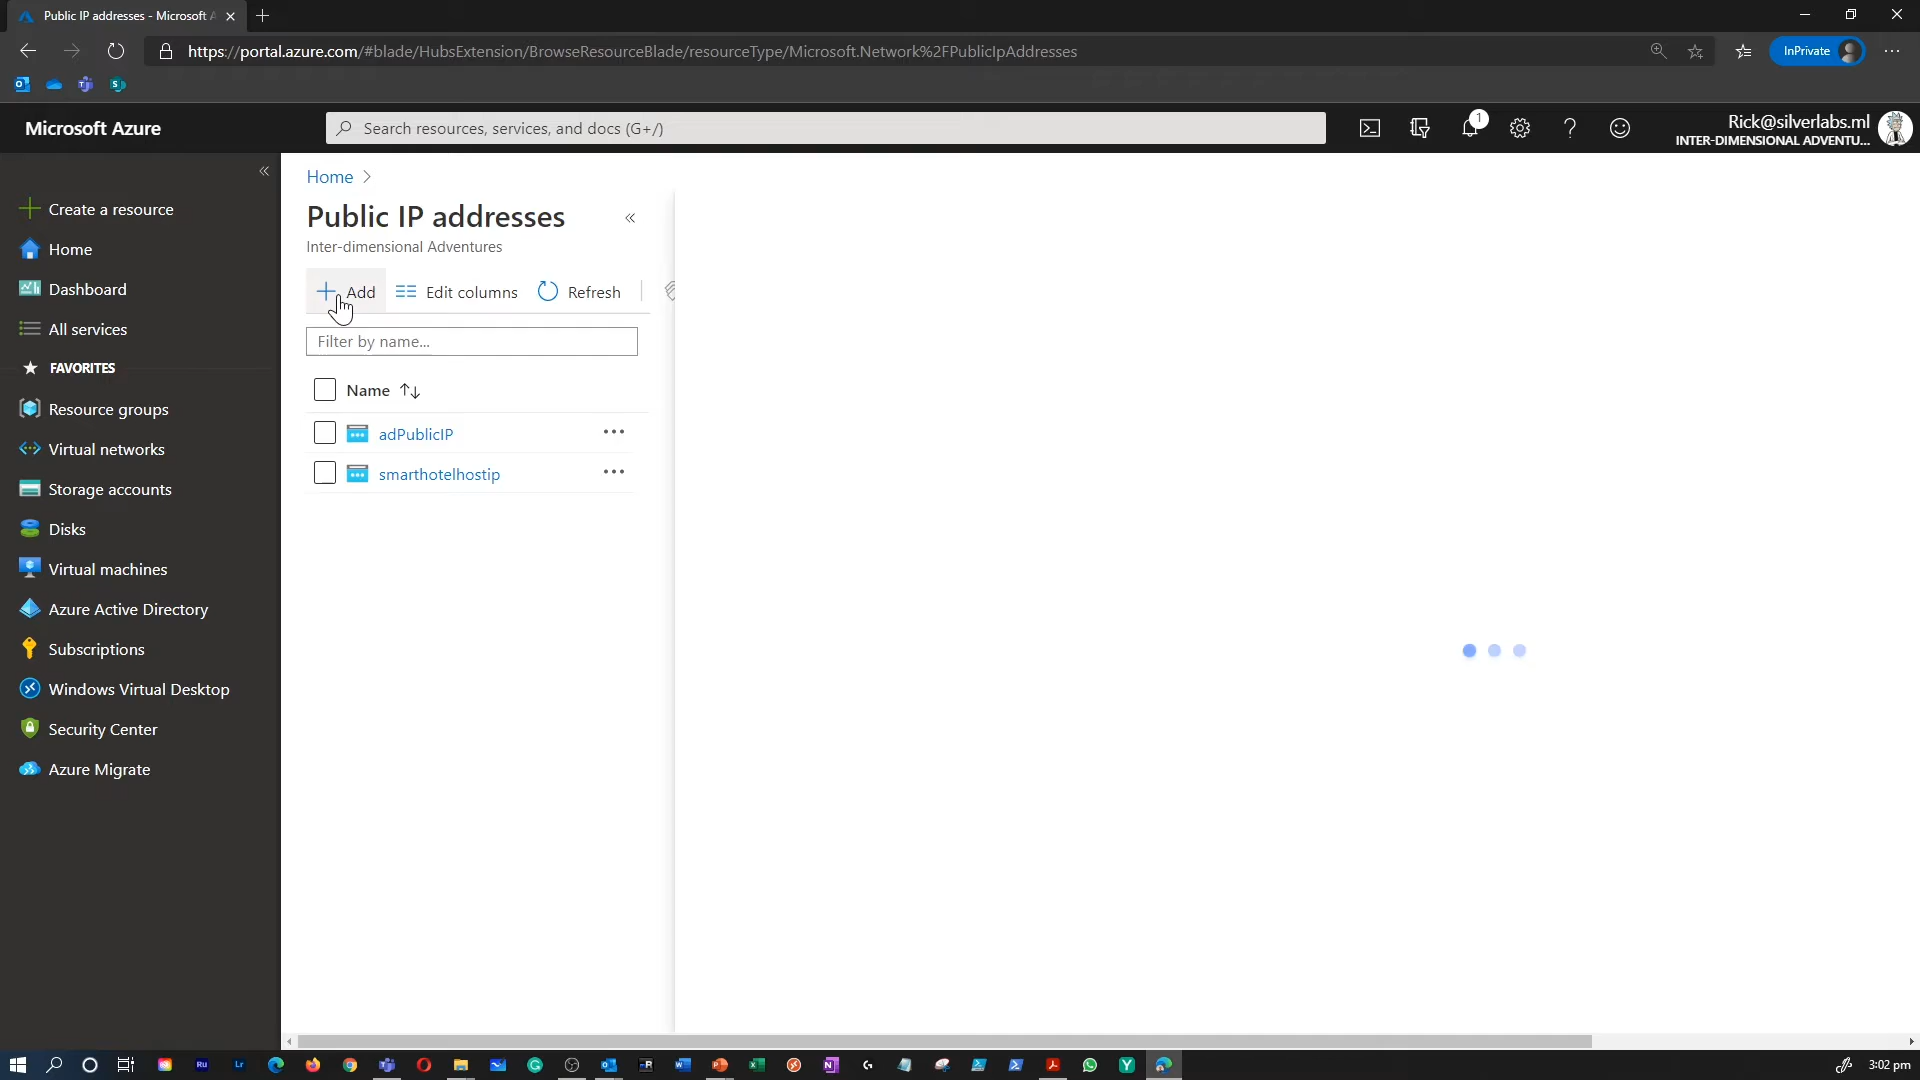 Public IP addresses - Microsoft A
https://portal.azure.com/#blade/HubsExtension/BrowseResourceBlade/resourceType/Microsoft.Network%2FPublicIpAddresses
InPrivate
Microsoft Azure
Search resources, services, and docs (G+/)
1
Rick@silverlabs.ml
INTER-DIMENSIONAL ADVENTU...
Create a resource
Home
Dashboard
All services
FAVORITES
Resource groups
Virtual networks
Storage accounts
Disks
Virtual machines
Azure Active Directory
Subscriptions
Windows Virtual Desktop
Security Center
Azure Migrate
Home
Public IP addresses
Inter-dimensional Adventures
Add
Edit columns
Refresh
Filter by name...
Name
adPublicIP
smarthotelhostip
Ru
Lr
3:02 pm